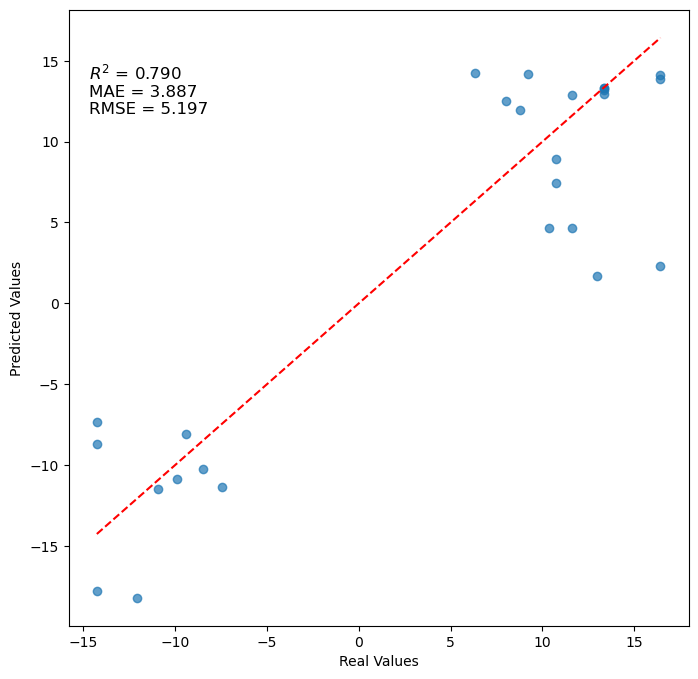 R² = 0.790
MAE = 3.887
RMSE = 5.197
15
10
5
0
−5
−10
−15
Predicted Values
−15 −10 −5 0 5 10 15
Real Values